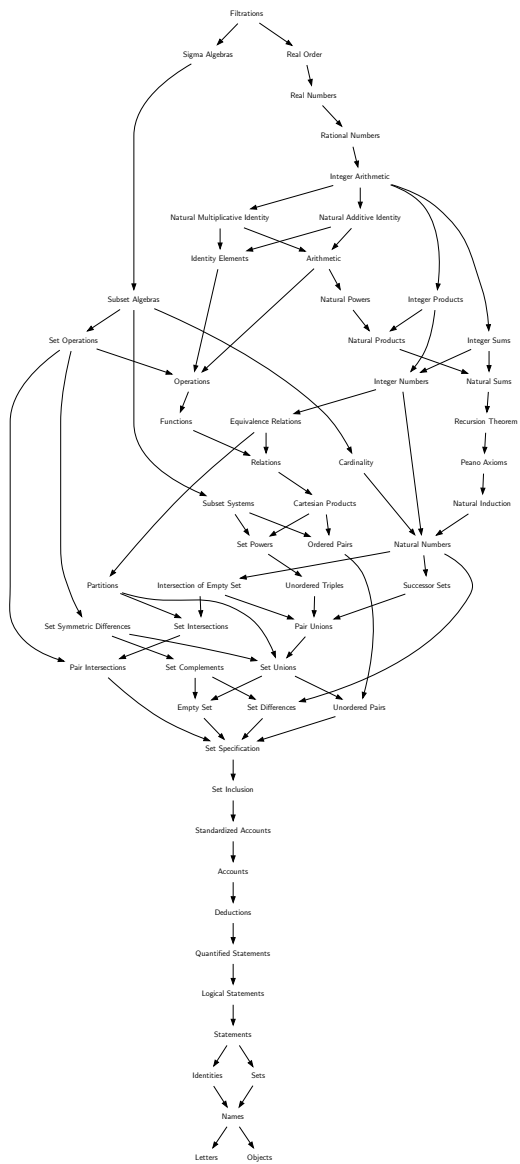 Filtrations
Sigma Algebras
Real Order
Real Numbers
Rational Numbers
Integer Arithmetic
Natural Multiplicative Identity
Natural Additive Identity
Identity Elements
Arithmetic
Subset Algebras
Natural Powers
Integer Products
Set Operations
Natural Products
Integer Sums
Operations
Integer Numbers
Natural Sums
Functions
Equivalence Relations
Recursion Theorem
Relations
Cardinality
Peano Axioms
Subset Systems
Cartesian Products
Natural Induction
Set Powers
Ordered Pairs
Natural Numbers
Partitions
Intersection of Empty Set
Unordered Triples
Successor Sets
Set Symmetric Differences
Set Intersections
Pair Unions
Pair Intersections
Set Complements
Set Unions
Empty Set
Set Differences
Unordered Pairs
Set Specification
Set Inclusion
Standardized Accounts
Accounts
Deductions
Quantified Statements
Logical Statements
Statements
Identities
Sets
Names
Letters
Objects